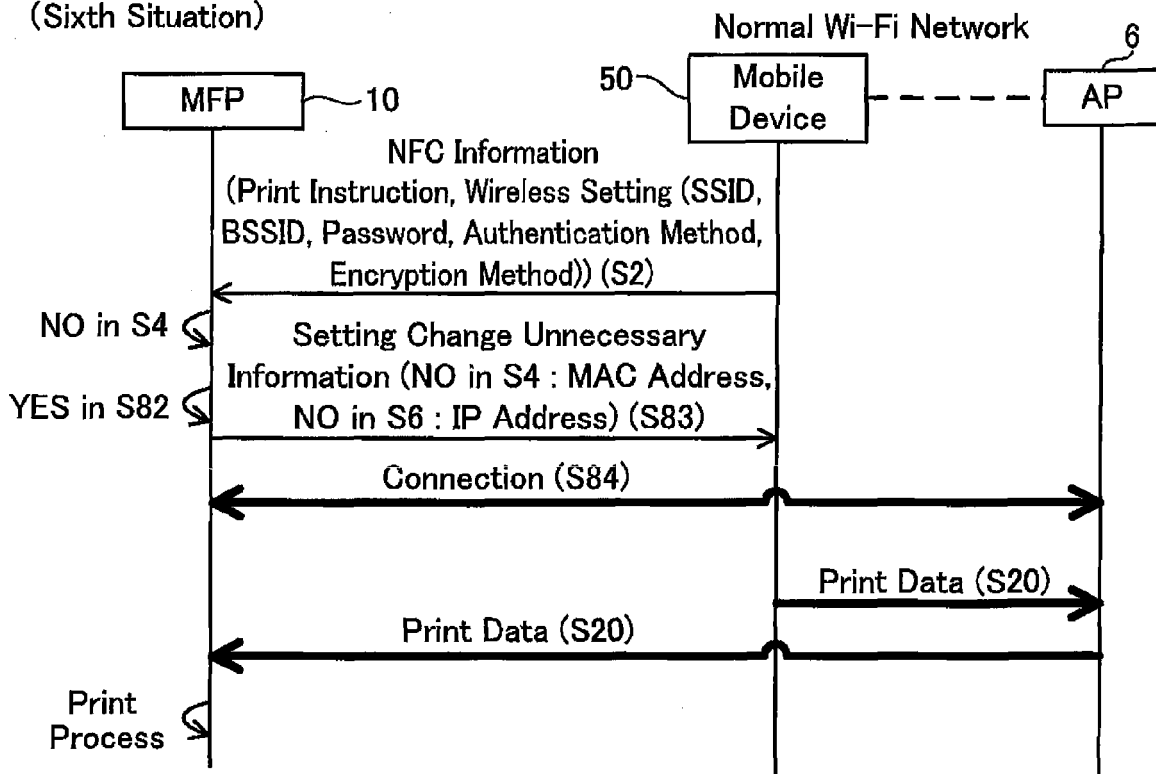 (Sixth Situation)
Normal Wi-Fi Network
6
MFP
10
50
Mobile
Device
AP
NFC Information
(Print Instruction, Wireless Setting (SSID,
BSSID, Password, Authentication Method,
Encryption Method)) (S2)
NO in S4
Setting Change Unnecessary
Information (NO in S4 : MAC Address,
YES in S82
NO in S6 : IP Address) (S83)
Connection (S84)
Print Data (S20)
Print Data (S20)
Print
Process